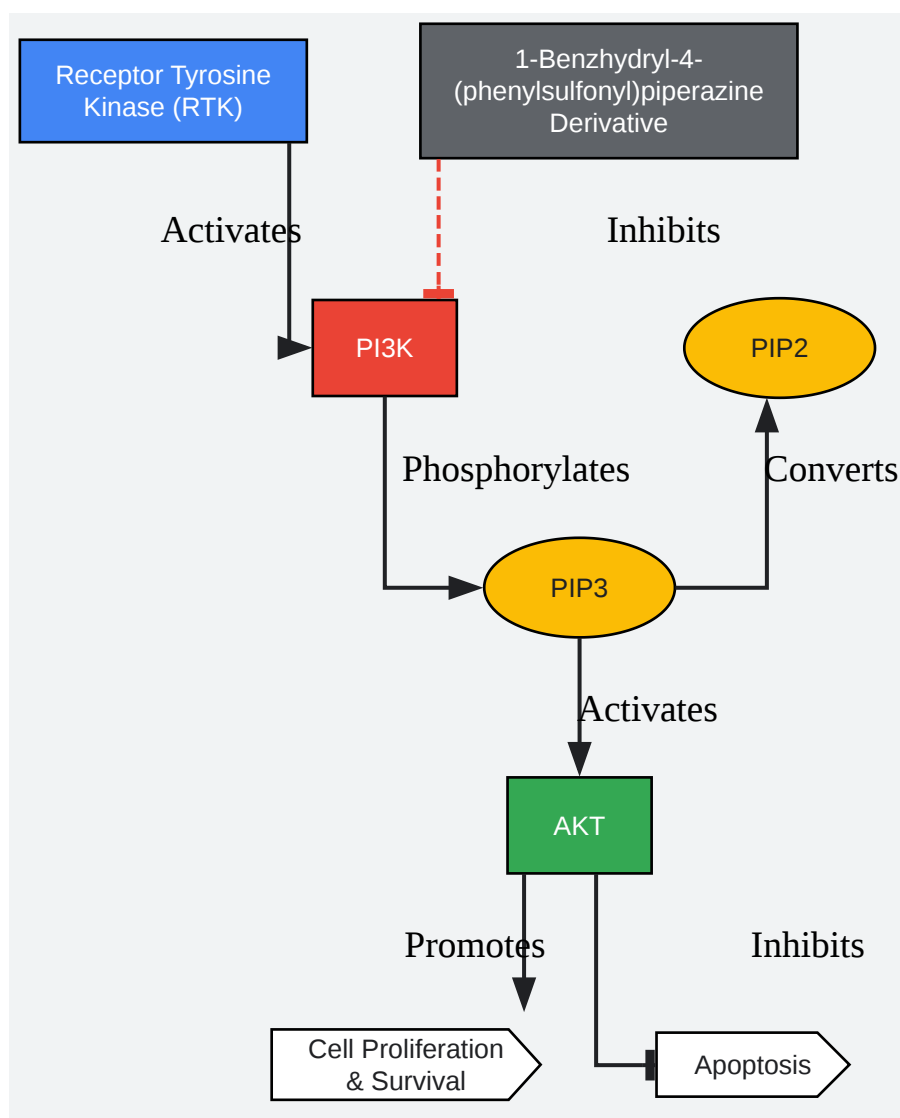 Receptor Tyrosine
Kinase (RTK)
1-Benzhydryl-4-
(phenylsulfonyl)piperazine
Derivative
Activates
Inhibits
PI3K
PIP2
Phosphorylates
Converts
PIP3
Activates
AKT
Promotes
Inhibits
Cell Proliferation
& Survival
Apoptosis